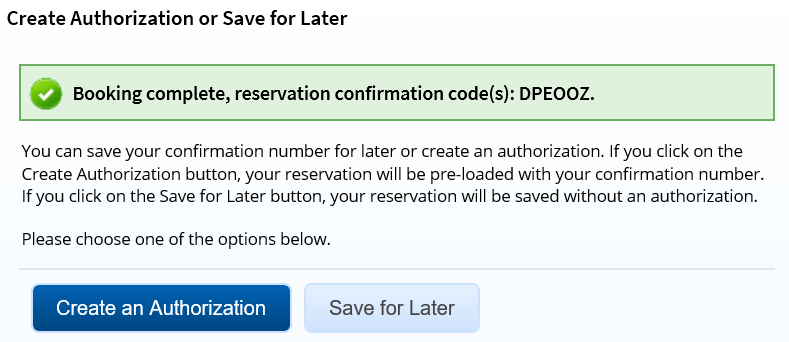 Create Authorization or Save for Later
Booking complete, reservation confirmation code(s): DPEOOZ.
You can save your confirmation number for later or create an authorization. If you click on the
Create Authorization button, your reservation will be pre-loaded with your confirmation number.
If you click on the Save for Later button, your reservation will be saved without an authorization.
Please choose one of the options below.
Create an Authorization
Save for Later